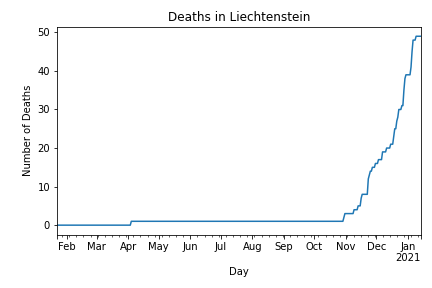 Deaths in Liechtenstein
50
40
30
20
10
0
Number of Deaths
Feb Mar Apr May Jun Jul Aug Sep Oct Nov Dec Jan
2021
Day